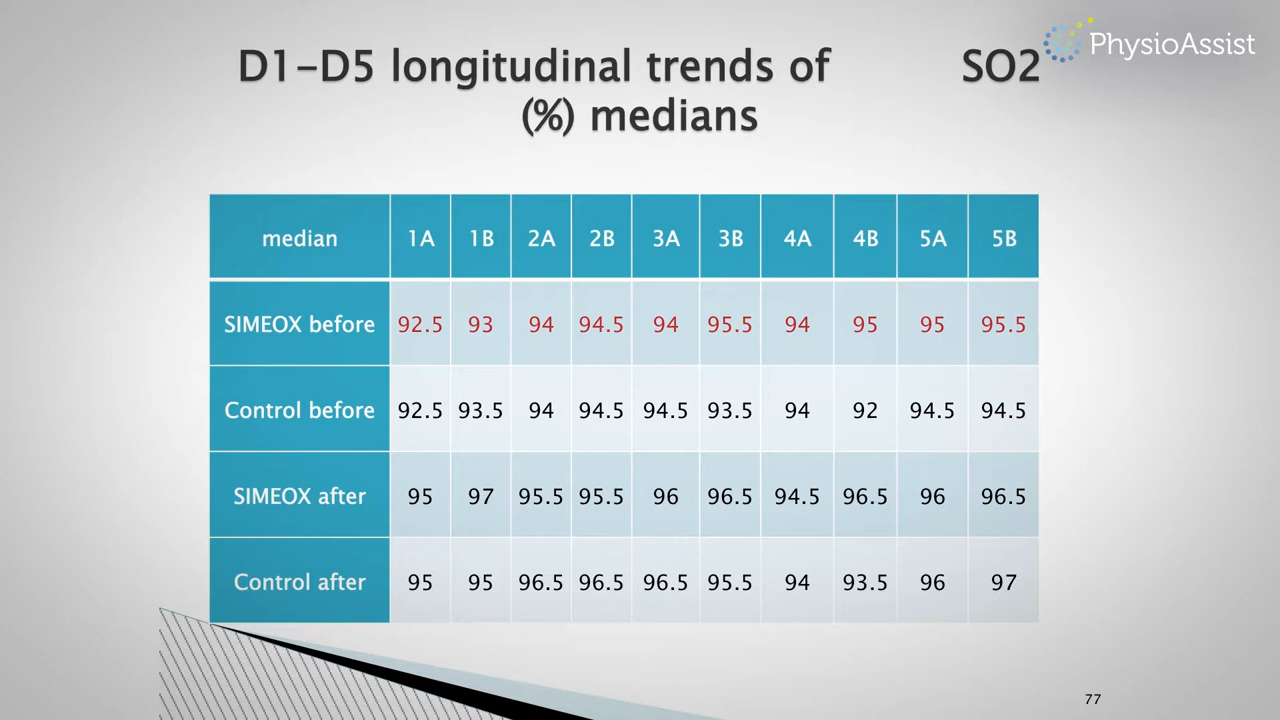 PhysioAssist
D1-D5 longitudinal trends of SO2
(%) medians
median 1A 1B 2A 2B 3A 3B 4A 4B 5A 5B
SIMEOX before 92.5 93 94 94.5 94 95.5 94 95 95 95.5
Control before 92.5 93.5 94 94.5 94.5 93.5 94 92 94.5 94.5
SIMEOX after 95 97 95.5 95.5 96 96.5 94.5 96.5 96 96.5
Control after 95 95 96.5 96.5 96.5 95.5 94 93.5 96 97
77